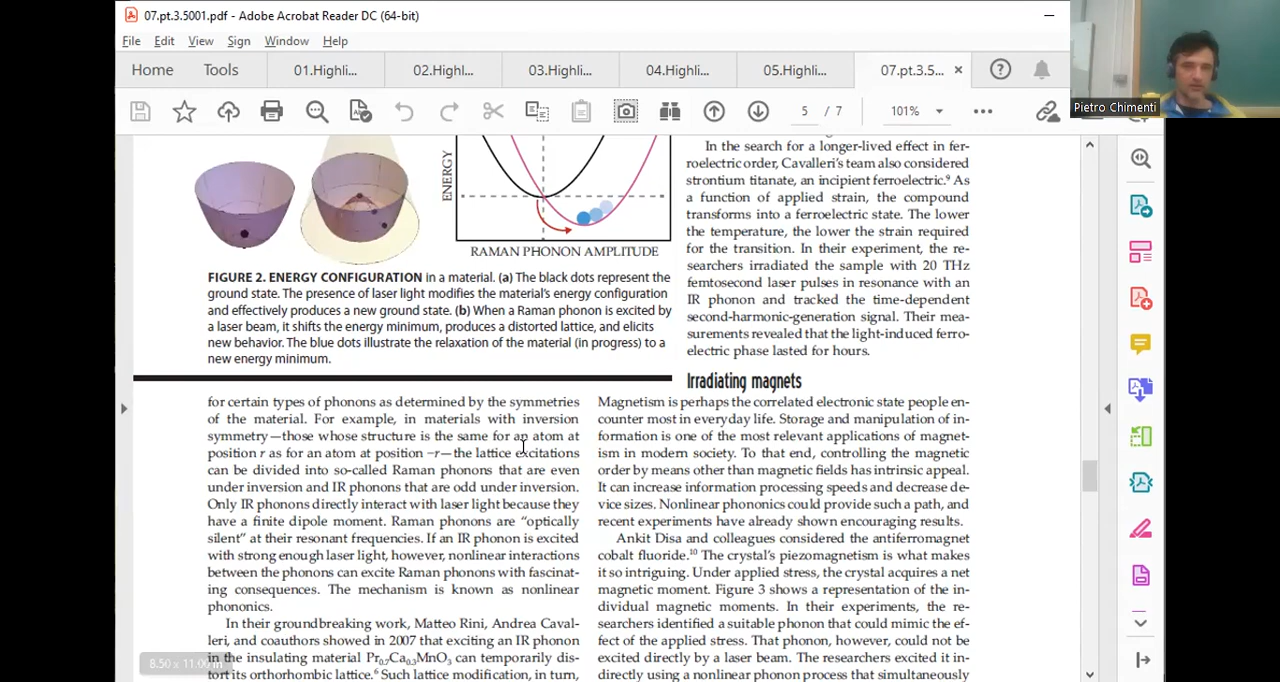 07.pt.3.5001.pdf - Adobe Acrobat Reader DC (64-bit)
File Edit View Sign Window Help
Home Tools 01.Highli... 02.Highl... 03.Highli... 04.Highli... 05.Highli... 07.pt.3.5...
5 / 7 101%
Pietro Chimenti
ENERGY
RAMAN PHONON AMPLITUDE
FIGURE 2. ENERGY CONFIGURATION in a material. (a) The black dots represent the
ground state. The presence of laser light modifies the material's energy configuration
and effectively produces a new ground state. (b) When a Raman phonon is excited by
a laser beam, it shifts the energy minimum, produces a distorted lattice, and elicits
new behavior. The blue dots illustrate the relaxation of the material (in progress) to a
new energy minimum.
for certain types of phonons as determined by the symmetries
of the material. For example, in materials with inversion
symmetry—those whose structure is the same for an atom at
position r as for an atom at position −r—the lattice excitations
can be divided into so-called Raman phonons that are even
under inversion and IR phonons that are odd under inversion.
Only IR phonons directly interact with laser light because they
have a finite dipole moment. Raman phonons are "optically
silent" at their resonant frequencies. If an IR phonon is excited
with strong enough laser light, however, nonlinear interactions
between the phonons can excite Raman phonons with fascinat-
ing consequences. The mechanism is known as nonlinear
phononics.
In their groundbreaking work, Matteo Rini, Andrea Caval-
leri, and coauthors showed in 2007 that exciting an IR phonon
in the insulating material Pr0.7Ca0.3MnO3 can temporarily dis-
tort its orthorhombic lattice.6 Such lattice modification, in turn,
8.50 x 11.00 in
In the search for a longer-lived effect in fer-
roelectric order, Cavalleri's team also considered
strontium titanate, an incipient ferroelectric.9 As
a function of applied strain, the compound
transforms into a ferroelectric state. The lower
the temperature, the lower the strain required
for the transition. In their experiment, the re-
searchers irradiated the sample with 20 THz
femtosecond laser pulses in resonance with an
IR phonon and tracked the time-dependent
second-harmonic-generation signal. Their mea-
surements revealed that the light-induced ferro-
electric phase lasted for hours.
Irradiating magnets
Magnetism is perhaps the correlated electronic state people en-
counter most in everyday life. Storage and manipulation of in-
formation is one of the most relevant applications of magnet-
ism in modern society. To that end, controlling the magnetic
order by means other than magnetic fields has intrinsic appeal.
It can increase information processing speeds and decrease de-
vice sizes. Nonlinear phononics could provide such a path, and
recent experiments have already shown encouraging results.
Ankit Disa and colleagues considered the antiferromagnet
cobalt fluoride.10 The crystal's piezomagnetism is what makes
it so intriguing. Under applied stress, the crystal acquires a net
magnetic moment. Figure 3 shows a representation of the in-
dividual magnetic moments. In their experiments, the re-
searchers identified a suitable phonon that could mimic the ef-
fect of the applied stress. That phonon, however, could not be
excited directly by a laser beam. The researchers excited it in-
directly using a nonlinear phonon process that simultaneously